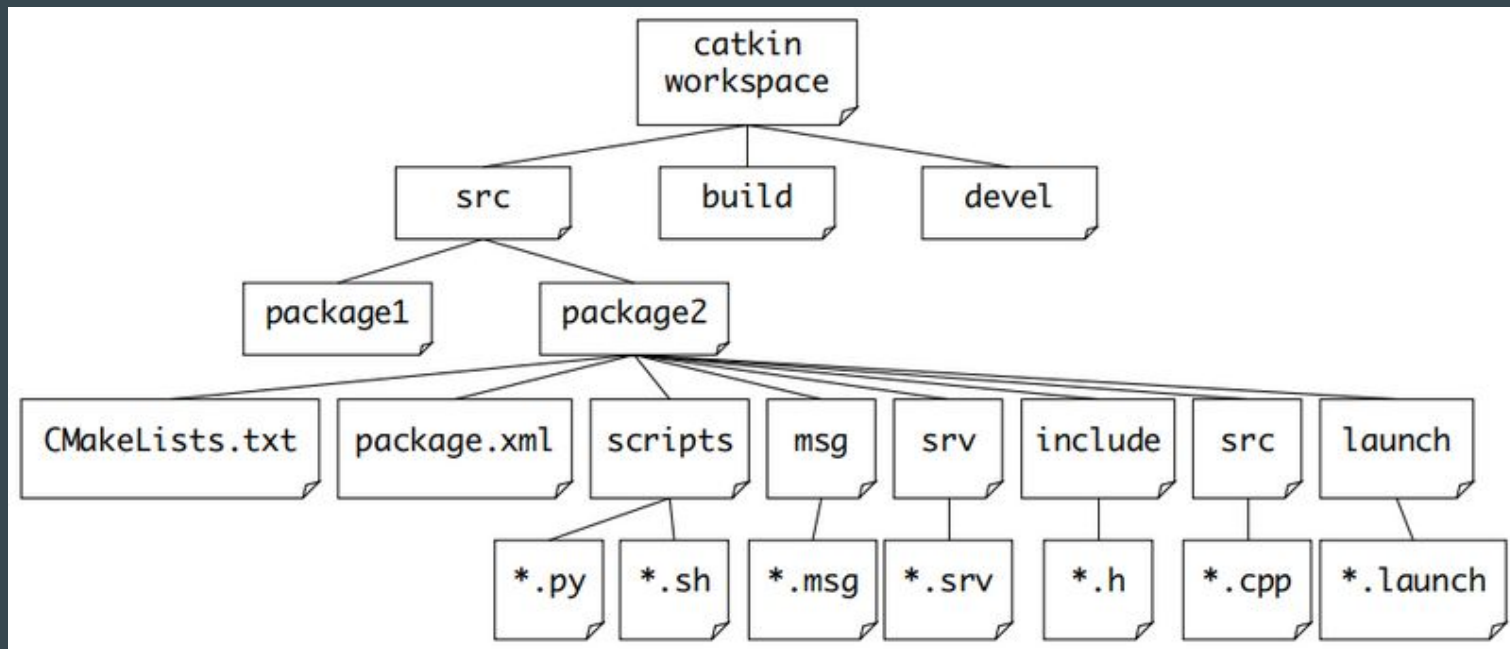 catkin
workspace
src
build
devel
package1
package2
CMakeLists.txt
package.xml
scripts
msg
srv
include
src
launch
*.py
*.sh
*.msg
*.srv
*.h
*.cpp
*.launch